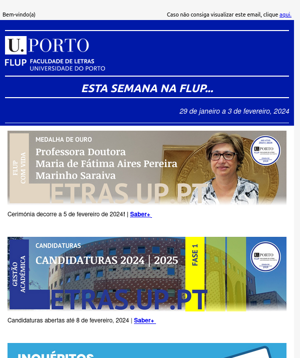 Bem-vindo(a)
Caso não consiga visualizar este email, clique aqui.
U. PORTO
FLUP FACULDADE DE LETRAS
UNIVERSIDADE DO PORTO
ESTA SEMANA NA FLUP...
29 de janeiro a 3 de fevereiro, 2024
FLUP
COM VIDA
MEDALHA DE OURO
Professora Doutora
Maria de Fátima Aires Pereira
Marinho Saraiva
U.PORTO
ETRAS.UP.PT
Cerimónia decorre a 5 de fevereiro de 2024! | Saber+
GESTÃO
ACADÉMICA
CANDIDATURAS
CANDIDATURAS 2024 | 2025
FASE 1
U.PORTO
ETRAS.UP.PT
Candidaturas abertas até 8 de fevereiro, 2024 | Saber+
INQUÉRITOS